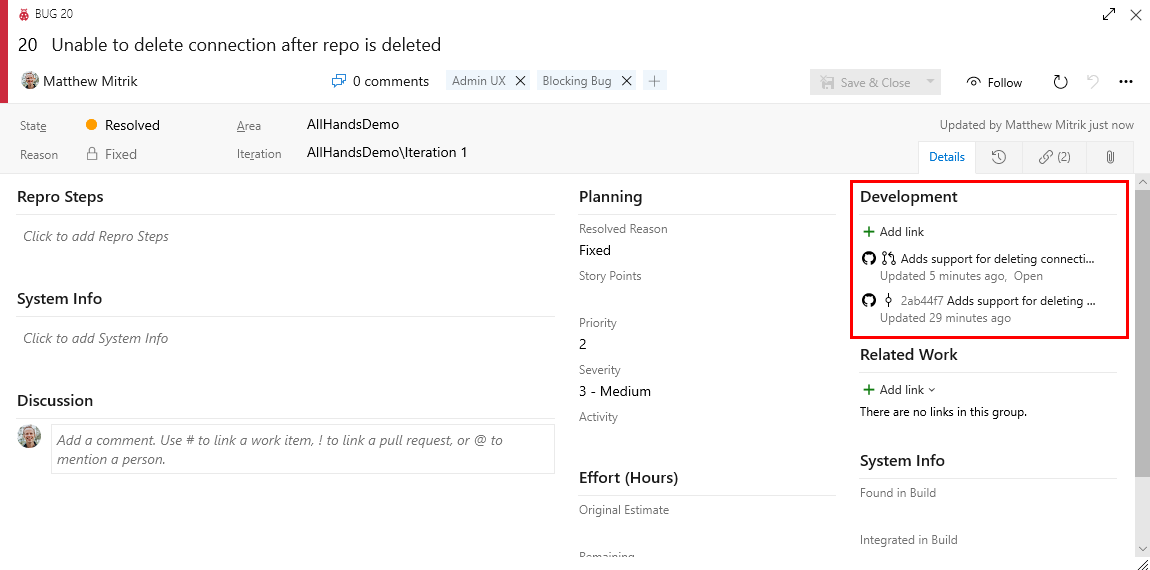 BUG 20
20 Unable to delete connection after repo is deleted
Matthew Mitrik
0 comments
Admin UX
Blocking Bug
Save & Close
Follow
State
Resolved
Area
AllHandsDemo
Updated by Matthew Mitrik just now
Reason
Fixed
Iteration
AllHandsDemo\Iteration 1
Details
(2)
Repro Steps
Click to add Repro Steps
System Info
Click to add System Info
Discussion
Add a comment. Use # to link a work item, ! to link a pull request, or @ to
mention a person.
Planning
Resolved Reason
Fixed
Story Points
Priority
2
Severity
3 - Medium
Activity
Effort (Hours)
Original Estimate
Remaining
Development
Add link
Adds support for deleting connecti...
Updated 5 minutes ago, Open
2ab44f7 Adds support for deleting ...
Updated 29 minutes ago
Related Work
Add link
There are no links in this group.
System Info
Found in Build
Integrated in Build